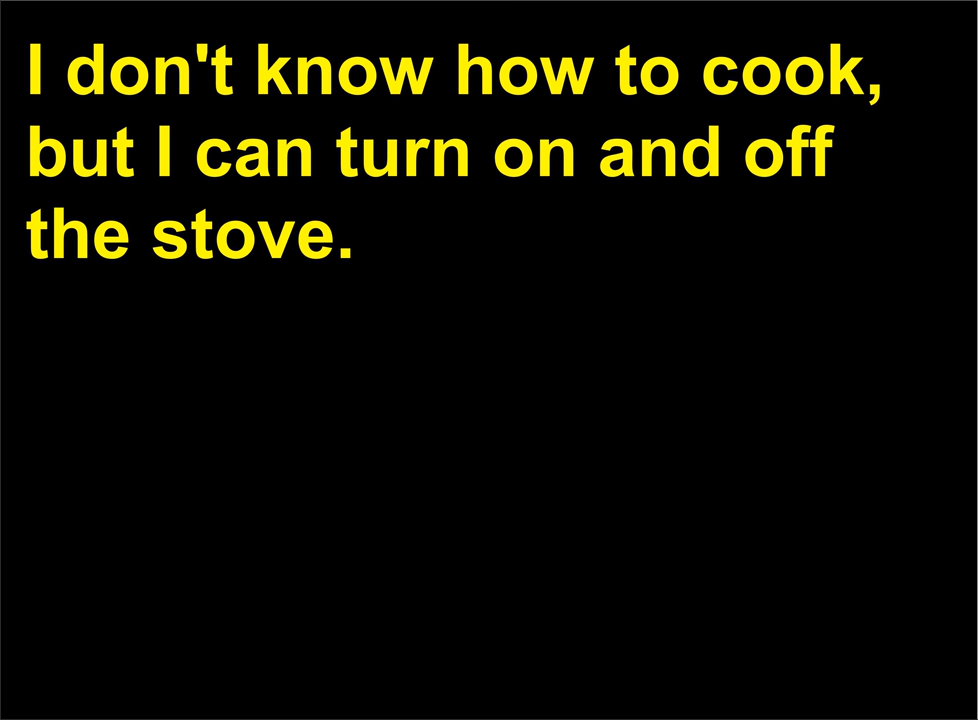 I don't know how to cook,
but I can turn on and off
the stove.